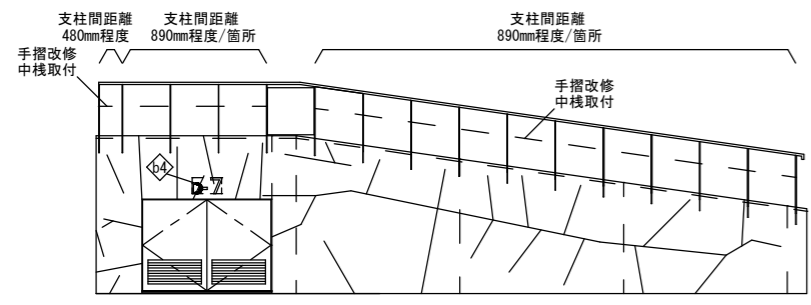 支柱間距離
480mm程度
支柱間距離
890mm程度/箇所
支柱間距離
890mm程度/箇所
手摺改修
中桟取付
手摺改修
中桟取付
b4